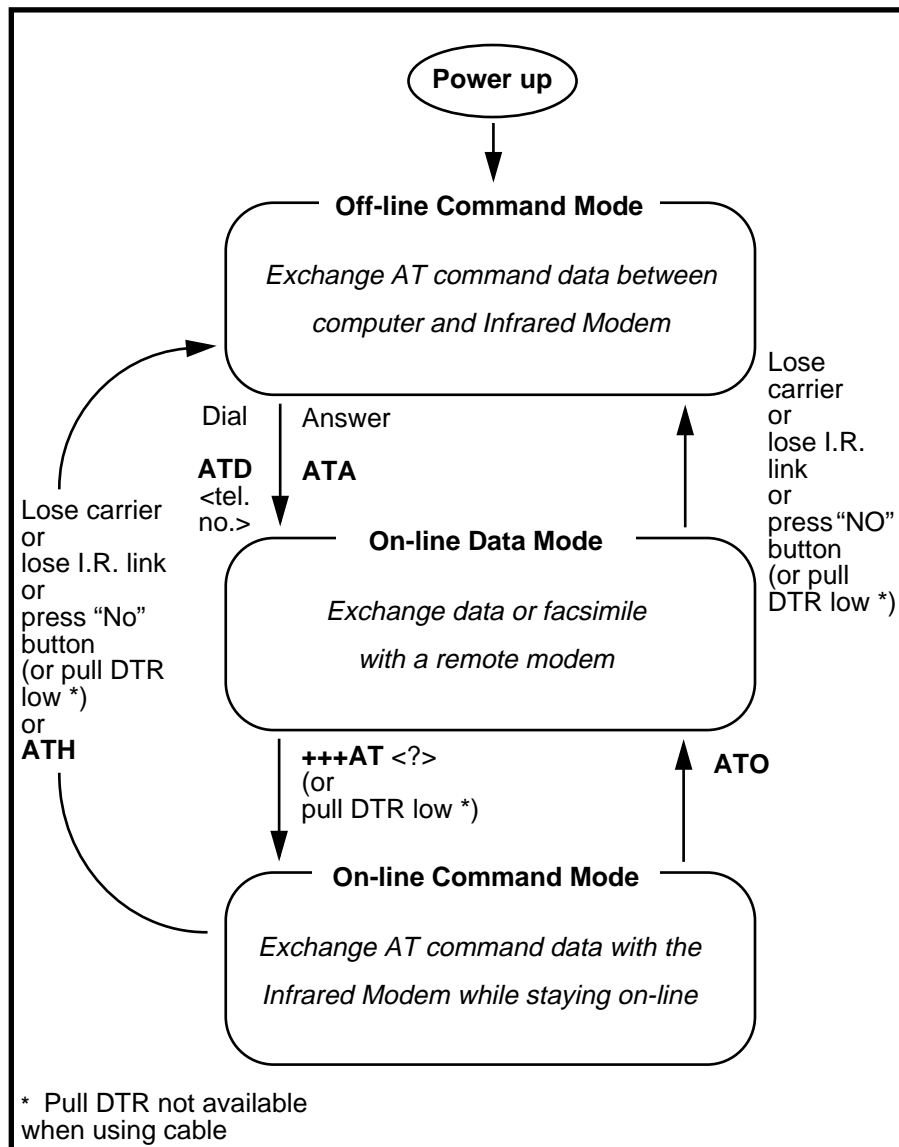 Power up
Off-line Command Mode
Exchange AT command data between
computer and Infrared Modem
Dial
ATD
<tel.
no.>
Answer
ATA
Lose
carrier
or
lose I.R.
link
or
press “NO”
button
(or pull
DTR low *)
On-line Data Mode
Exchange data or facsimile
with a remote modem
Lose carrier
or
lose I.R. link
or
press “No”
button
(or pull DTR
low *)
or
ATH
+++AT <?>
(or
pull DTR low *)
ATO
On-line Command Mode
Exchange AT command data with the
Infrared Modem while staying on-line
* Pull DTR not available
when using cable